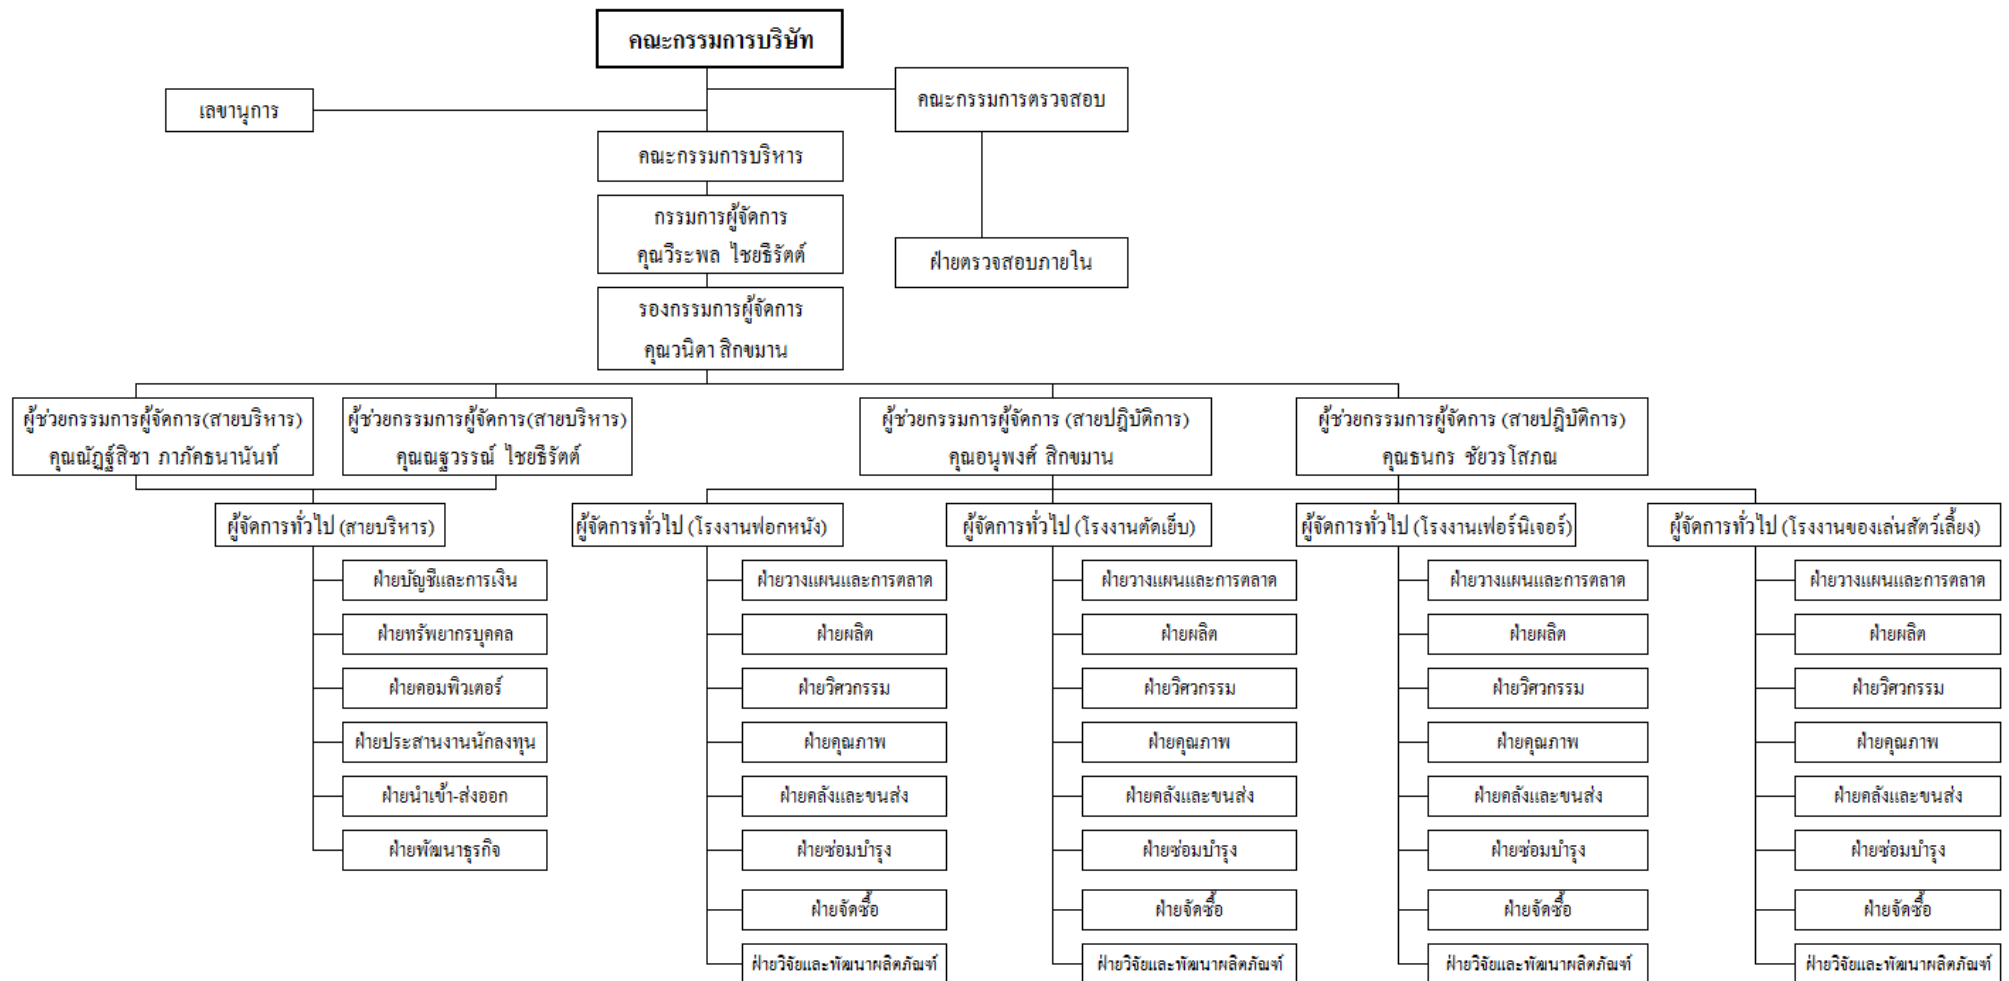 คณะกรรมการบริษัท
คณะกรรมการตรวจสอบ
เลขานุการ
คณะกรรมการบริหาร
กรรมการผู้จัดการ
คุณวีระพล ไชยธีรัตต์
ฝ่ายตรวจสอบภายใน
รองกรรมการผู้จัดการ
คุณวนิดา สิกขมาน
ผู้ช่วยกรรมการผู้จัดการ(สายบริหาร)
คุณณัฏฐ์สิชา ภาภัคธนานันท์
ผู้ช่วยกรรมการผู้จัดการ(สายบริหาร)
คุณณฐวรรณ์ ไชยธีรัตต์
ผู้ช่วยกรรมการผู้จัดการ (สายปฎิบัติการ)
คุณอนุพงศ์ สิกขมาน
ผู้ช่วยกรรมการผู้จัดการ (สายปฎิบัติการ)
คุณธนกร ชัยวรโสภณ
ผู้จัดการทั่วไป (สายบริหาร)
ฝ่ายบัญชีและการเงิน
ฝ่ายทรัพยากรบุคคล
ฝ่ายคอมพิวเตอร์
ฝ่ายประสานงานนักลงทุน
ฝ่ายนำเข้า-ส่งออก
ฝ่ายพัฒนาธุรกิจ
ผู้จัดการทั่วไป (โรงงานฟอกหนัง)
ฝ่ายวางแผนและการตลาด
ฝ่ายผลิต
ฝ่ายวิศวกรรม
ฝ่ายคุณภาพ
ฝ่ายคลังและขนส่ง
ฝ่ายซ่อมบำรุง
ฝ่ายจัดซื้อ
ฝ่ายวิจัยและพัฒนาผลิตภัณฑ์
ผู้จัดการทั่วไป (โรงงานตัดเย็บ)
ฝ่ายวางแผนและการตลาด
ฝ่ายผลิต
ฝ่ายวิศวกรรม
ฝ่ายคุณภาพ
ฝ่ายคลังและขนส่ง
ฝ่ายซ่อมบำรุง
ฝ่ายจัดซื้อ
ฝ่ายวิจัยและพัฒนาผลิตภัณฑ์
ผู้จัดการทั่วไป (โรงงานเฟอร์นิเจอร์)
ฝ่ายวางแผนและการตลาด
ฝ่ายผลิต
ฝ่ายวิศวกรรม
ฝ่ายคุณภาพ
ฝ่ายคลังและขนส่ง
ฝ่ายซ่อมบำรุง
ฝ่ายจัดซื้อ
ฝ่ายวิจัยและพัฒนาผลิตภัณฑ์
ผู้จัดการทั่วไป (โรงงานของเล่นสัตว์เลี้ยง)
ฝ่ายวางแผนและการตลาด
ฝ่ายผลิต
ฝ่ายวิศวกรรม
ฝ่ายคุณภาพ
ฝ่ายคลังและขนส่ง
ฝ่ายซ่อมบำรุง
ฝ่ายจัดซื้อ
ฝ่ายวิจัยและพัฒนาผลิตภัณฑ์